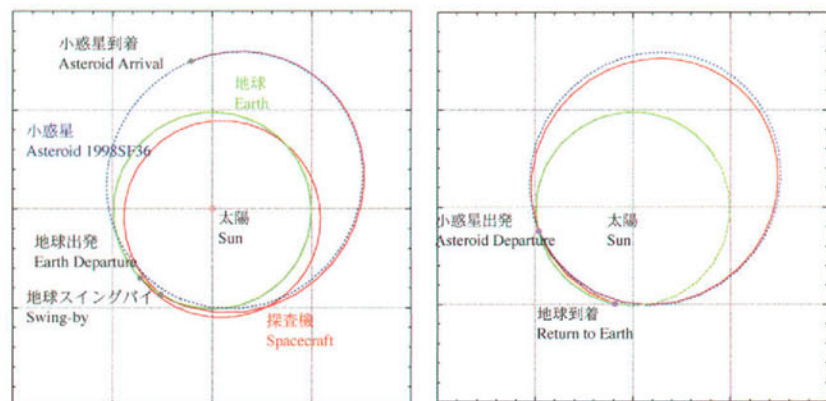 小惑星到着
Asteroid Arrival
地球
Earth
小惑星
Asteroid 1998SF36
太陽
Sun
地球出発
Earth Departure
地球スイングバイ
Swing-by
探査機
Spacecraft
小惑星出発
Asteroid Departure
太陽
Sun
地球到着
Return to Earth